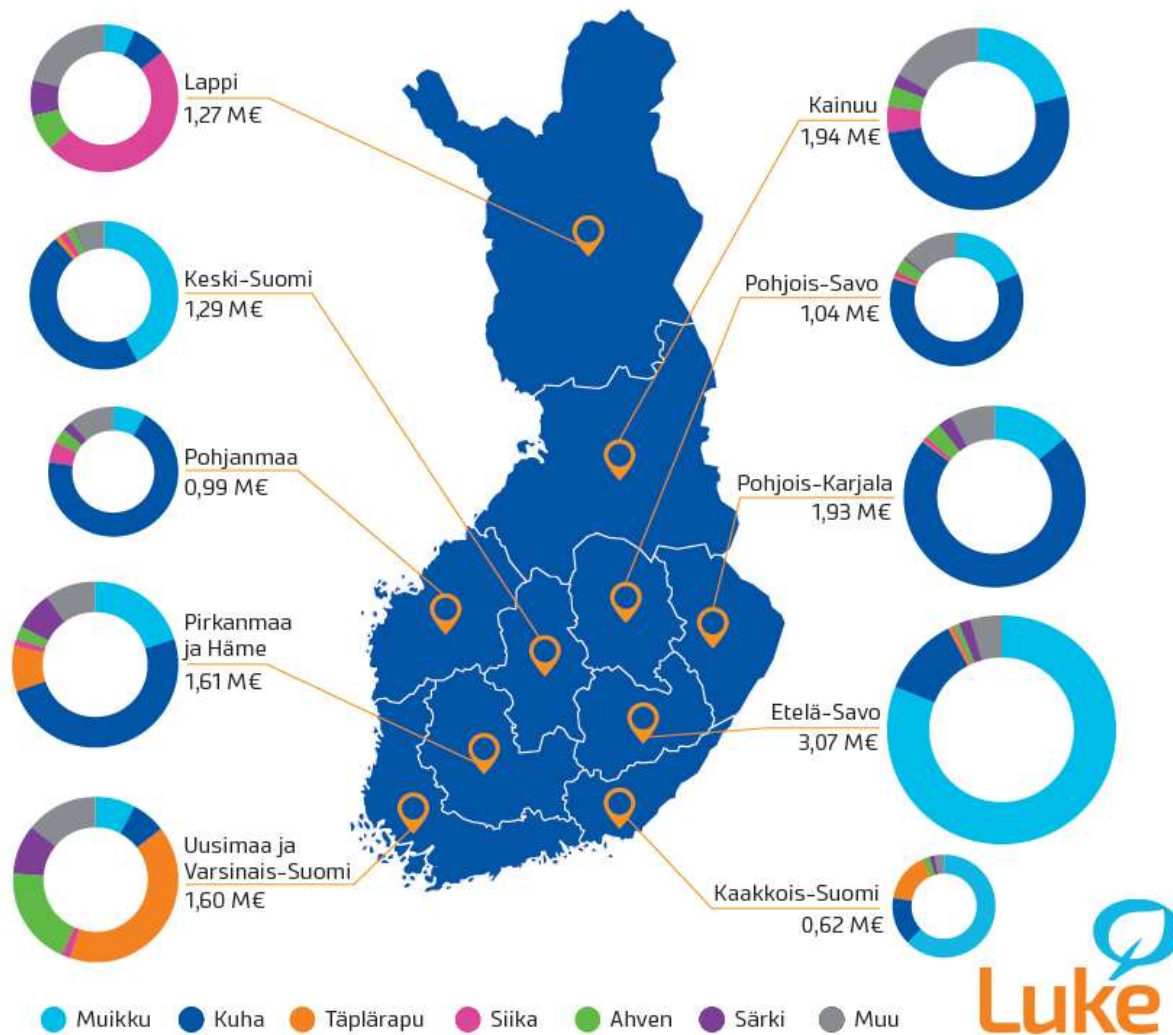 Lappi
1,27 M€
Kainuu
1,94 M€
Keski-Suomi
1,29 M€
Pohjois-Savo
1,04 M€
Pohjanmaa
0,99 M€
Pohjois-Karjala
1,93 M€
Pirkanmaa
ja Häme
1,61 M€
Etelä-Savo
3,07 M€
Uusimaa ja
Varsinais-Suomi
1,60 M€
Kaakkois-Suomi
0,62 M€
Luke
Muikku Kuha Täplärapu Siika Ahven Särki Muu